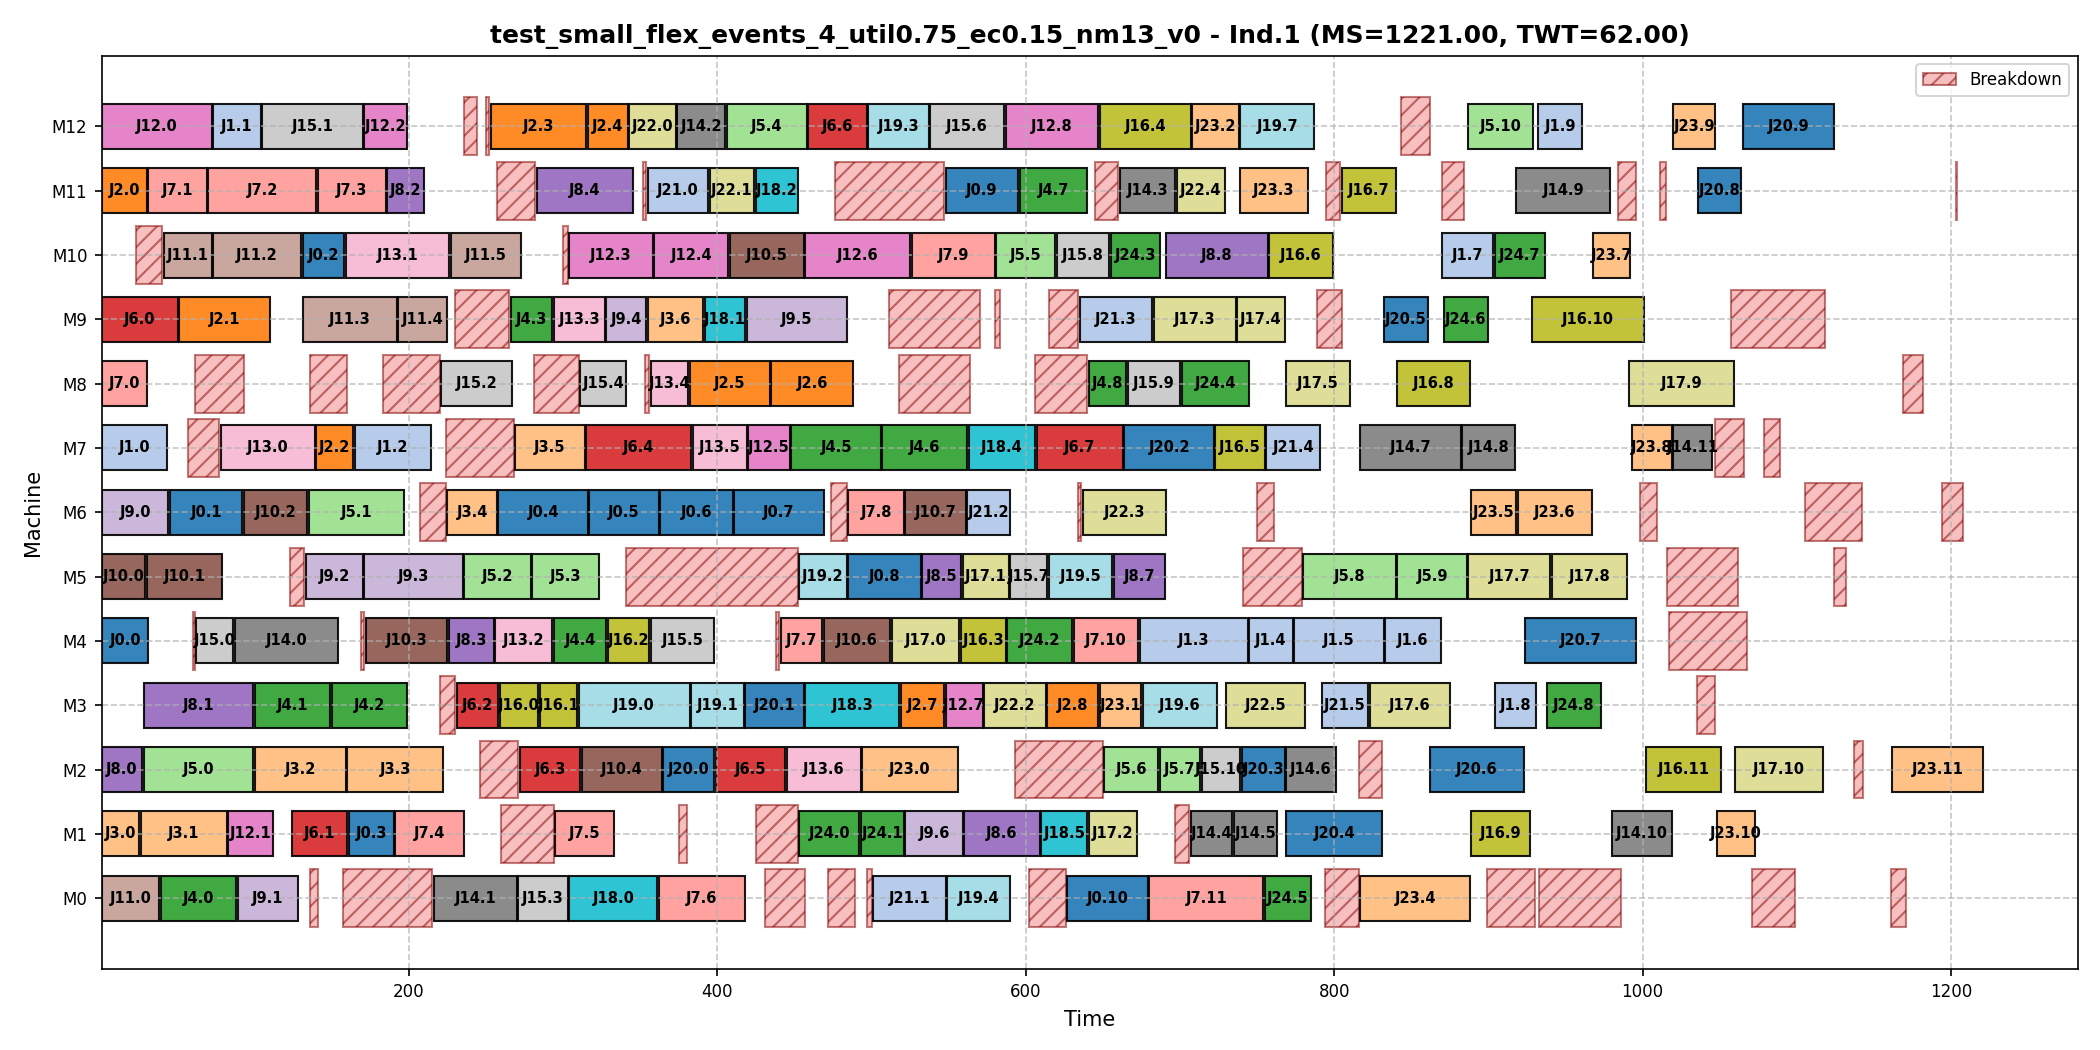 test_small_flex_events_4_util0.75_ec0.15_nm13_v0 - Ind.1 (MS=1221.00, TWT=62.00)
Breakdown
M12 J12.0 J1.1 J15.1 J12.2 J2.3 J2.4 J22.0 J14.2 J5.4 J6.6 J19.3 J15.6 J12.8 J16.4 J23.2 J19.7 J5.10 J1.9 J23.9 J20.9
M11 J2.0 J7.1 J7.2 J7.3 J8.2 J8.4 J21.0 J22.1 J18.2 J0.9 J4.7 J14.3 J22.4 J23.3 J16.7 J14.9 J20.8
M10 J11.1 J11.2 J0.2 J13.1 J11.5 J12.3 J12.4 J10.5 J12.6 J7.9 J5.5 J15.8 J24.3 J8.8 J16.6 J1.7 J24.7 J23.7
M9 J6.0 J2.1 J11.3 J11.4 J4.3 J13.3 J9.4 J3.6 J18.1 J9.5 J21.3 J17.3 J17.4 J20.5 J24.6 J16.10
M8 J7.0 J15.2 J15.4 J13.4 J2.5 J2.6 J4.8 J15.9 J24.4 J17.5 J16.8 J17.9
M7 J1.0 J13.0 J2.2 J1.2 J3.5 J6.4 J13.5 J12.5 J4.5 J4.6 J18.4 J6.7 J20.2 J16.5 J21.4 J14.7 J14.8 J23.8 J14.11
M6 J9.0 J0.1 J10.2 J5.1 J3.4 J0.4 J0.5 J0.6 J0.7 J7.8 J10.7 J21.2 J22.3 J23.5 J23.6
M5 J10.0 J10.1 J9.2 J9.3 J5.2 J5.3 J19.2 J0.8 J8.5 J17.1 J15.7 J19.5 J8.7 J5.8 J5.9 J17.7 J17.8
M4 J0.0 J15.0 J14.0 J10.3 J8.3 J13.2 J4.4 J16.2 J15.5 J7.7 J10.6 J17.0 J16.3 J24.2 J7.10 J1.3 J1.4 J1.5 J1.6 J20.7
M3 J8.1 J4.1 J4.2 J6.2 J16.0 J16.1 J19.0 J19.1 J20.1 J18.3 J2.7 J12.7 J22.2 J2.8 J23.1 J19.6 J22.5 J21.5 J17.6 J1.8 J24.8
M2 J8.0 J5.0 J3.2 J3.3 J6.3 J10.4 J20.0 J6.5 J13.6 J23.0 J5.6 J5.7 J15.10 J20.3 J14.6 J20.6 J16.11 J17.10 J23.11
M1 J3.0 J3.1 J12.1 J6.1 J0.3 J7.4 J7.5 J24.0 J24.1 J9.6 J8.6 J18.5 J17.2 J14.4 J14.5 J20.4 J16.9 J14.10 J23.10
M0 J11.0 J4.0 J9.1 J14.1 J15.3 J18.0 J7.6 J21.1 J19.4 J0.10 J7.11 J24.5 J23.4
200 400 600 800 1000 1200
Time
Machine